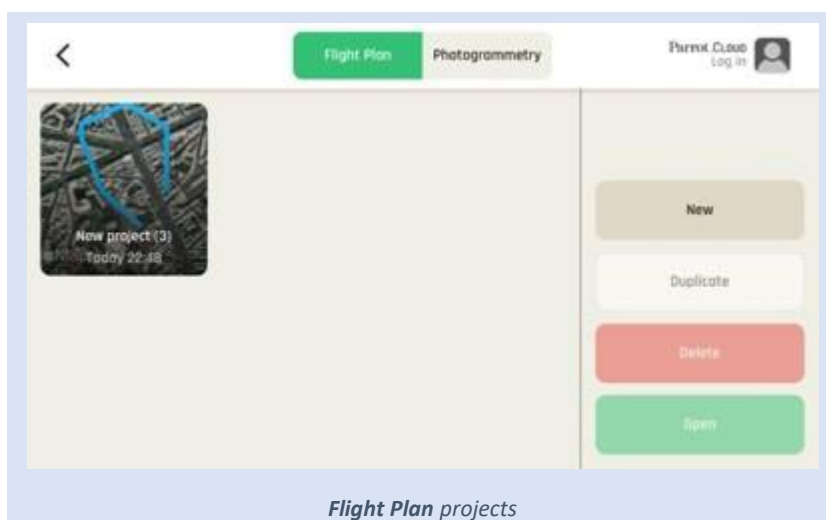 Flight Plan
Photogrammetry
Parrot.Cloud
Log in
New project (3)
Today 22:48
New
Duplicate
Delete
Open
Flight Plan projects